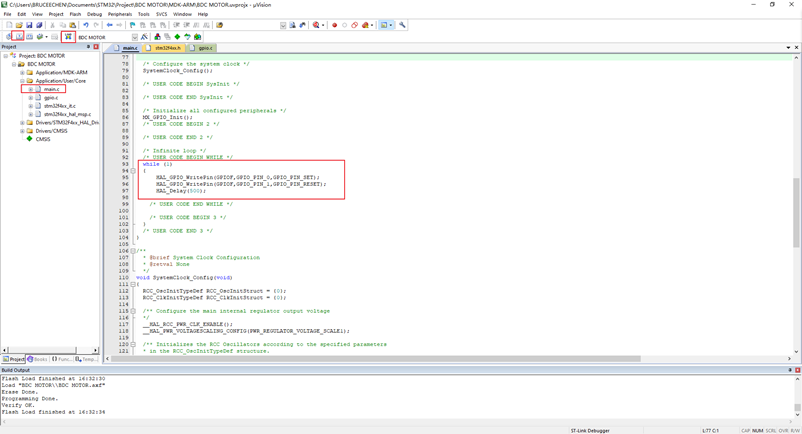 C:\Users\BRUCEECHEN\Documents\STM32\Project\BDC MOTOR\MDK-ARM\BDC MOTOR.uvprojx - µVision
File Edit View Project Flash Debug Peripherals Tools SVCS Window Help
BDC MOTOR
Project
Project: BDC MOTOR
BDC MOTOR
Application/MDK-ARM
Application/User/Core
main.c
gpio.c
stm32f4xx_it.c
stm32f4xx_hal_msp.c
Drivers/STM32F4xx_HAL_Driv
Drivers/CMSIS
CMSIS
Project Books Func... Temp...
main.c stm32f4xx.h gpio.c
77
78 /* Configure the system clock */
79 SystemClock_Config();
80
81 /* USER CODE BEGIN SysInit */
82
83 /* USER CODE END SysInit */
84
85 /* Initialize all configured peripherals */
86 MX_GPIO_Init();
87 /* USER CODE BEGIN 2 */
88
89 /* USER CODE END 2 */
90
91 /* Infinite loop */
92 /* USER CODE BEGIN WHILE */
93 while (1)
94 {
95 HAL_GPIO_WritePin(GPIOF,GPIO_PIN_0,GPIO_PIN_SET);
96 HAL_GPIO_WritePin(GPIOF,GPIO_PIN_1,GPIO_PIN_RESET);
97 HAL_Delay(500);
98
99 /* USER CODE END WHILE */
100
101 /* USER CODE BEGIN 3 */
102 }
103 /* USER CODE END 3 */
104 }
105
106 /**
107 * @brief System Clock Configuration
108 * @retval None
109 */
110 void SystemClock_Config(void)
111 {
112 RCC_OscInitTypeDef RCC_OscInitStruct = {0};
113 RCC_ClkInitTypeDef RCC_ClkInitStruct = {0};
114
115 /** Configure the main internal regulator output voltage
116 */
117 __HAL_RCC_PWR_CLK_ENABLE();
118 __HAL_PWR_VOLTAGESCALING_CONFIG(PWR_REGULATOR_VOLTAGE_SCALE1);
119
120 /** Initializes the RCC Oscillators according to the specified parameters
121 * in the RCC_OscInitTypeDef structure.
Build Output
Flash Load finished at 16:32:30
Load "BDC MOTOR\\BDC MOTOR.axf"
Erase Done.
Programming Done.
Verify OK.
Flash Load finished at 16:32:34
ST-Link Debugger L:77 C:1 CAP NUM SCRL OVR R/W